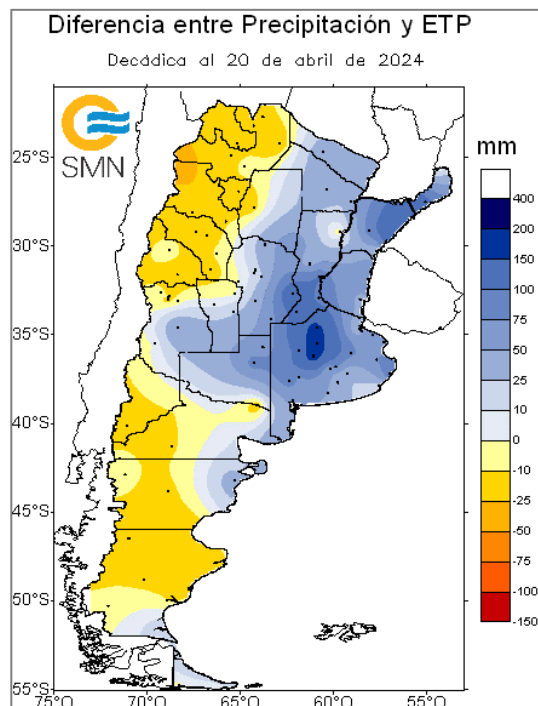 Diferencia entre Precipitación y ETP
Decádica al 20 de abril de 2024
SMN
mm
25°S
30°S
35°S
40°S
45°S
50°S
55°S
75°W
70°W
65°W
60°W
55°W
400
200
150
100
75
50
25
10
0
-10
-25
-50
-75
-100
-150